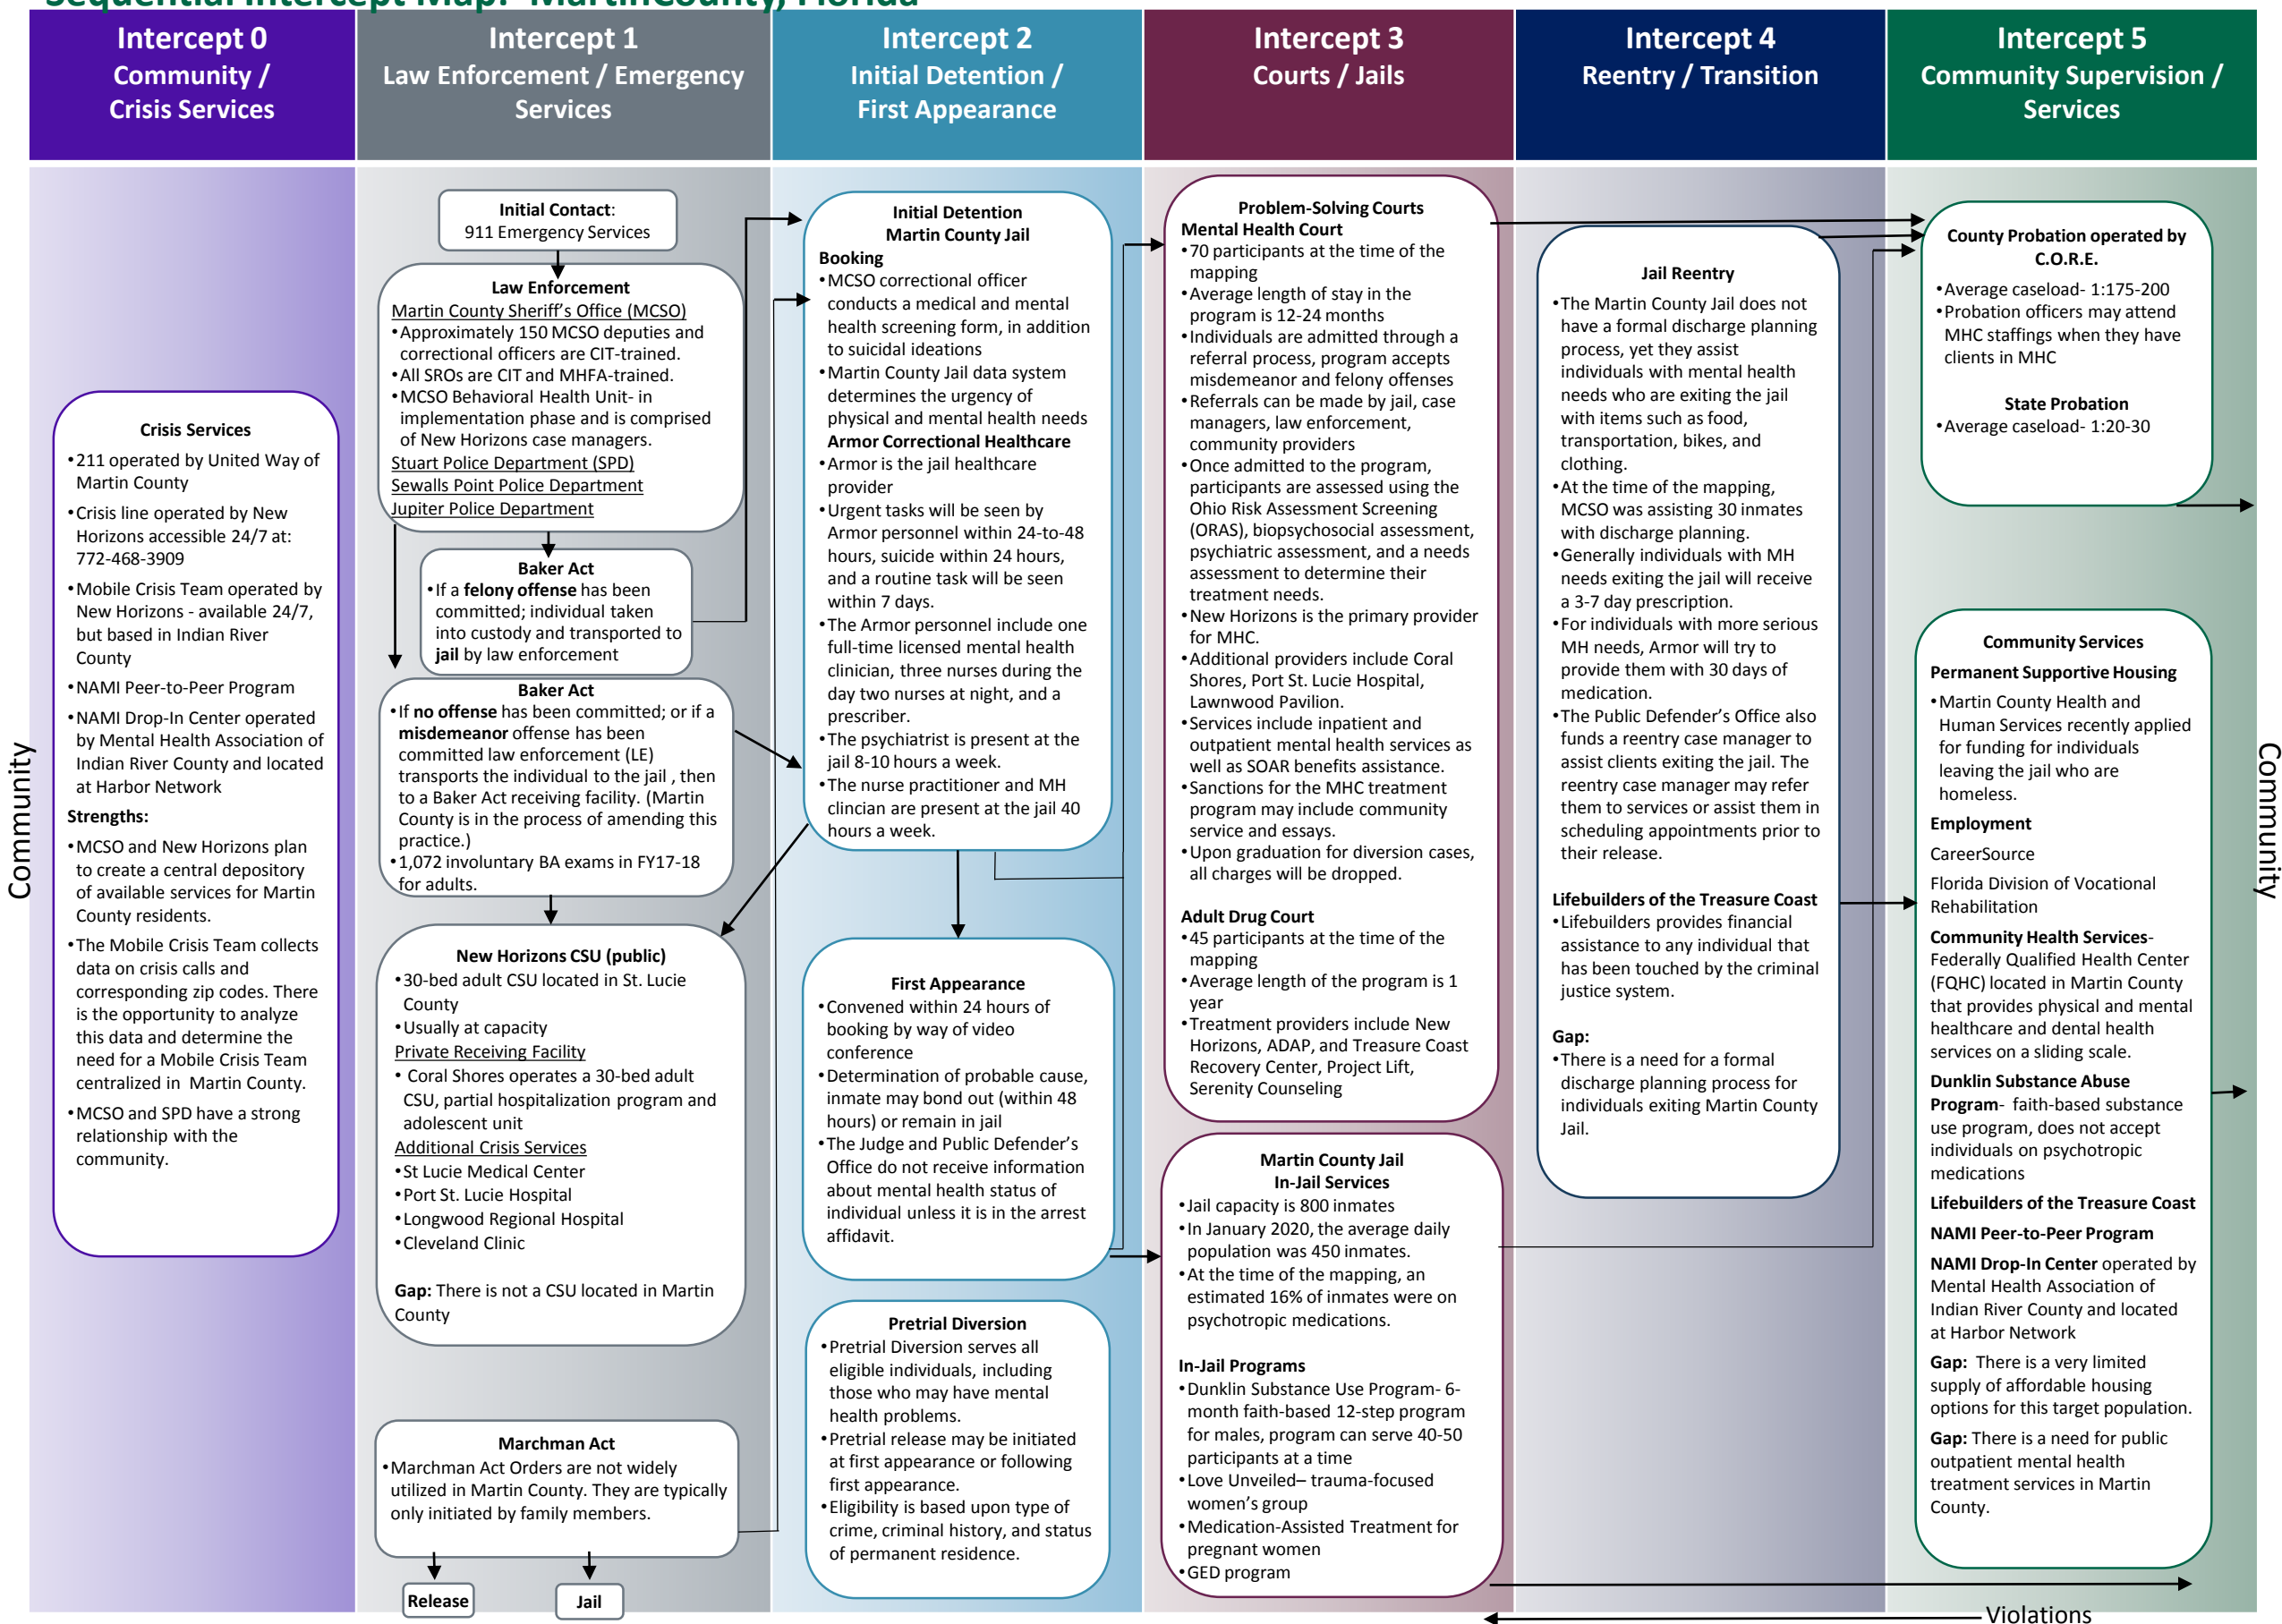 Sequential Intercept Map: MartinCounty, Florida
Intercept 0
Community /
Crisis Services
Intercept 1
Law Enforcement / Emergency
Services
Intercept 2
Initial Detention /
First Appearance
Intercept 3
Courts / Jails
Intercept 4
Reentry / Transition
Intercept 5
Community Supervision /
Services
Community
Crisis Services
•211 operated by United Way of
Martin County
•Crisis line operated by New
Horizons accessible 24/7 at:
772-468-3909
•Mobile Crisis Team operated by
New Horizons - available 24/7,
but based in Indian River
County
•NAMI Peer-to-Peer Program
•NAMI Drop-In Center operated
by Mental Health Association of
Indian River County and located
at Harbor Network
Strengths:
•MCSO and New Horizons plan
to create a central depository
of available services for Martin
County residents.
•The Mobile Crisis Team collects
data on crisis calls and
corresponding zip codes. There
is the opportunity to analyze
this data and determine the
need for a Mobile Crisis Team
centralized in Martin County.
•MCSO and SPD have a strong
relationship with the
community.
Initial Contact:
911 Emergency Services
Law Enforcement
Martin County Sheriff's Office (MCSO)
•Approximately 150 MCSO deputies and
correctional officers are CIT-trained.
•All SROs are CIT and MHFA-trained.
•MCSO Behavioral Health Unit- in
implementation phase and is comprised
of New Horizons case managers.
Stuart Police Department (SPD)
Sewalls Point Police Department
Jupiter Police Department
Baker Act
•If a felony offense has been
committed; individual taken
into custody and transported to
jail by law enforcement
Baker Act
•If no offense has been committed; or if a
misdemeanor offense has been
committed law enforcement (LE)
transports the individual to the jail , then
to a Baker Act receiving facility. (Martin
County is in the process of amending this
practice.)
•1,072 involuntary BA exams in FY17-18
for adults.
New Horizons CSU (public)
•30-bed adult CSU located in St. Lucie
County
•Usually at capacity
Private Receiving Facility
• Coral Shores operates a 30-bed adult
CSU, partial hospitalization program and
adolescent unit
Additional Crisis Services
•St Lucie Medical Center
•Port St. Lucie Hospital
•Longwood Regional Hospital
•Cleveland Clinic
Gap: There is not a CSU located in Martin
County
Marchman Act
•Marchman Act Orders are not widely
utilized in Martin County. They are typically
only initiated by family members.
Release
Jail
Initial Detention
Martin County Jail
Booking
•MCSO correctional officer
conducts a medical and mental
health screening form, in addition
to suicidal ideations
•Martin County Jail data system
determines the urgency of
physical and mental health needs
Armor Correctional Healthcare
•Armor is the jail healthcare
provider
•Urgent tasks will be seen by
Armor personnel within 24-to-48
hours, suicide within 24 hours,
and a routine task will be seen
within 7 days.
•The Armor personnel include one
full-time licensed mental health
clinician, three nurses during the
day two nurses at night, and a
prescriber.
•The psychiatrist is present at the
jail 8-10 hours a week.
•The nurse practitioner and MH
clincian are present at the jail 40
hours a week.
First Appearance
•Convened within 24 hours of
booking by way of video
conference
•Determination of probable cause,
inmate may bond out (within 48
hours) or remain in jail
•The Judge and Public Defender's
Office do not receive information
about mental health status of
individual unless it is in the arrest
affidavit.
Pretrial Diversion
•Pretrial Diversion serves all
eligible individuals, including
those who may have mental
health problems.
•Pretrial release may be initiated
at first appearance or following
first appearance.
•Eligibility is based upon type of
crime, criminal history, and status
of permanent residence.
Problem-Solving Courts
Mental Health Court
•70 participants at the time of the
mapping
•Average length of stay in the
program is 12-24 months
•Individuals are admitted through a
referral process, program accepts
misdemeanor and felony offenses
•Referrals can be made by jail, case
managers, law enforcement,
community providers
•Once admitted to the program,
participants are assessed using the
Ohio Risk Assessment Screening
(ORAS), biopsychosocial assessment,
psychiatric assessment, and a needs
assessment to determine their
treatment needs.
•New Horizons is the primary provider
for MHC.
•Additional providers include Coral
Shores, Port St. Lucie Hospital,
Lawnwood Pavilion.
•Services include inpatient and
outpatient mental health services as
well as SOAR benefits assistance.
•Sanctions for the MHC treatment
program may include community
service and essays.
•Upon graduation for diversion cases,
all charges will be dropped.
Adult Drug Court
•45 participants at the time of the
mapping
•Average length of the program is 1
year
•Treatment providers include New
Horizons, ADAP, and Treasure Coast
Recovery Center, Project Lift,
Serenity Counseling
Martin County Jail
In-Jail Services
•Jail capacity is 800 inmates
•In January 2020, the average daily
population was 450 inmates.
•At the time of the mapping, an
estimated 16% of inmates were on
psychotropic medications.
In-Jail Programs
•Dunklin Substance Use Program- 6-
month faith-based 12-step program
for males, program can serve 40-50
participants at a time
•Love Unveiled– trauma-focused
women's group
•Medication-Assisted Treatment for
pregnant women
•GED program
Jail Reentry
•The Martin County Jail does not
have a formal discharge planning
process, yet they assist
individuals with mental health
needs who are exiting the jail
with items such as food,
transportation, bikes, and
clothing.
•At the time of the mapping,
MCSO was assisting 30 inmates
with discharge planning.
•Generally individuals with MH
needs exiting the jail will receive
a 3-7 day prescription.
•For individuals with more serious
MH needs, Armor will try to
provide them with 30 days of
medication.
•The Public Defender's Office also
funds a reentry case manager to
assist clients exiting the jail. The
reentry case manager may refer
them to services or assist them in
scheduling appointments prior to
their release.
Lifebuilders of the Treasure Coast
•Lifebuilders provides financial
assistance to any individual that
has been touched by the criminal
justice system.
Gap:
•There is a need for a formal
discharge planning process for
individuals exiting Martin County
Jail.
County Probation operated by
C.O.R.E.
•Average caseload- 1:175-200
•Probation officers may attend
MHC staffings when they have
clients in MHC
State Probation
•Average caseload- 1:20-30
Community Services
Permanent Supportive Housing
•Martin County Health and
Human Services recently applied
for funding for individuals
leaving the jail who are
homeless.
Employment
CareerSource
Florida Division of Vocational
Rehabilitation
Community Health Services-
Federally Qualified Health Center
(FQHC) located in Martin County
that provides physical and mental
healthcare and dental health
services on a sliding scale.
Dunklin Substance Abuse
Program- faith-based substance
use program, does not accept
individuals on psychotropic
medications
Lifebuilders of the Treasure Coast
NAMI Peer-to-Peer Program
NAMI Drop-In Center operated by
Mental Health Association of
Indian River County and located
at Harbor Network
Gap: There is a very limited
supply of affordable housing
options for this target population.
Gap: There is a need for public
outpatient mental health
treatment services in Martin
County.
Community
Violations